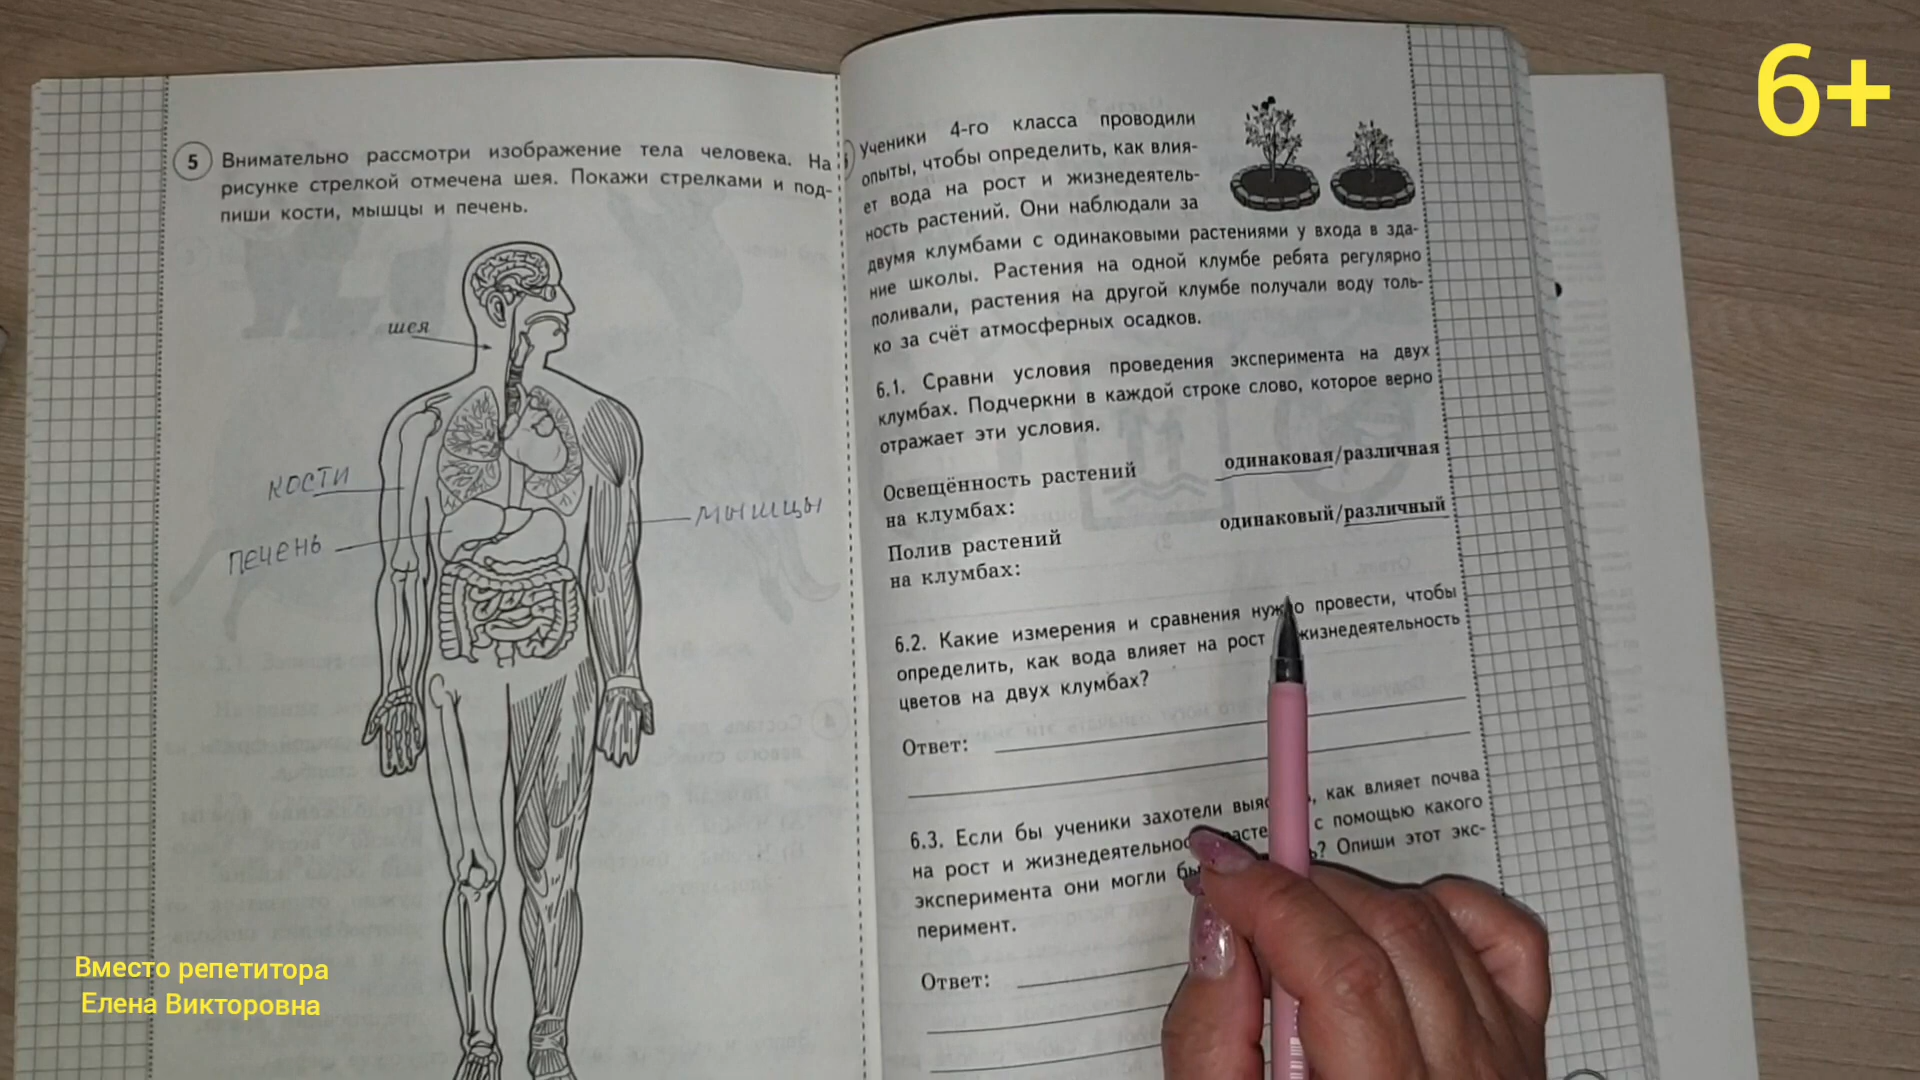 6+
5 Внимательно рассмотри изображение тела человека. На
рисунке стрелкой отмечена шея. Покажи стрелками и под-
пиши кости, мышцы и печень.
шея
кости
печень
мышцы
Вместо репетитора
Елена Викторовна
Ученики 4-го класса проводили
опыты, чтобы определить, как влия-
ет вода на рост и жизнедеятель-
ность растений. Они наблюдали за
двумя клумбами с одинаковыми растениями у входа в зда-
ние школы. Растения на одной клумбе ребята регулярно
поливали, растения на другой клумбе получали воду толь-
ко за счёт атмосферных осадков.
6.1. Сравни условия проведения эксперимента на двух
клумбах. Подчеркни в каждой строке слово, которое верно
отражает эти условия.
Освещённость растений одинаковая/различная
на клумбах:
Полив растений одинаковый/различный
на клумбах:
6.2. Какие измерения и сравнения нужно провести, чтобы
определить, как вода влияет на рост жизнедеятельность
цветов на двух клумбах?
Ответ:
6.3. Если бы ученики захотели как влияет почва
на рост и с помощью какого
эксперимента они могли Опиши этот экс-
перимент.
Ответ: